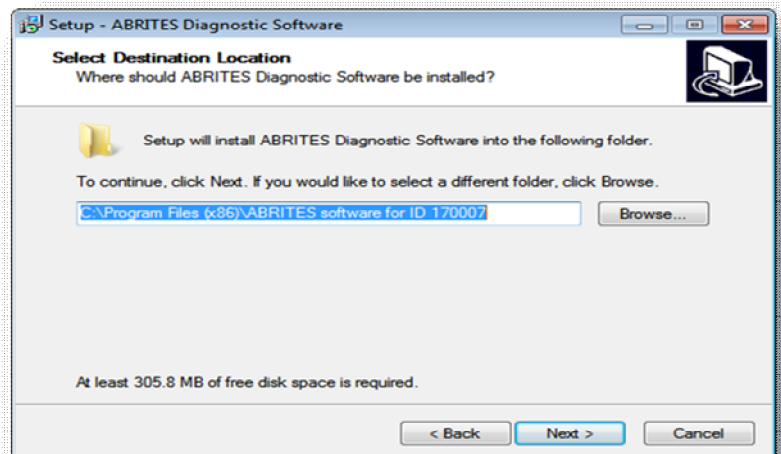 Setup - ABRITES Diagnostic Software
Select Destination Location
Where should ABRITES Diagnostic Software be installed?
Setup will install ABRITES Diagnostic Software into the following folder.
To continue, click Next. If you would like to select a different folder, click Browse.
C:\Program Files (x86)\ABRITES software for ID 170007
Browse...
At least 305.8 MB of free disk space is required.
< Back
Next >
Cancel